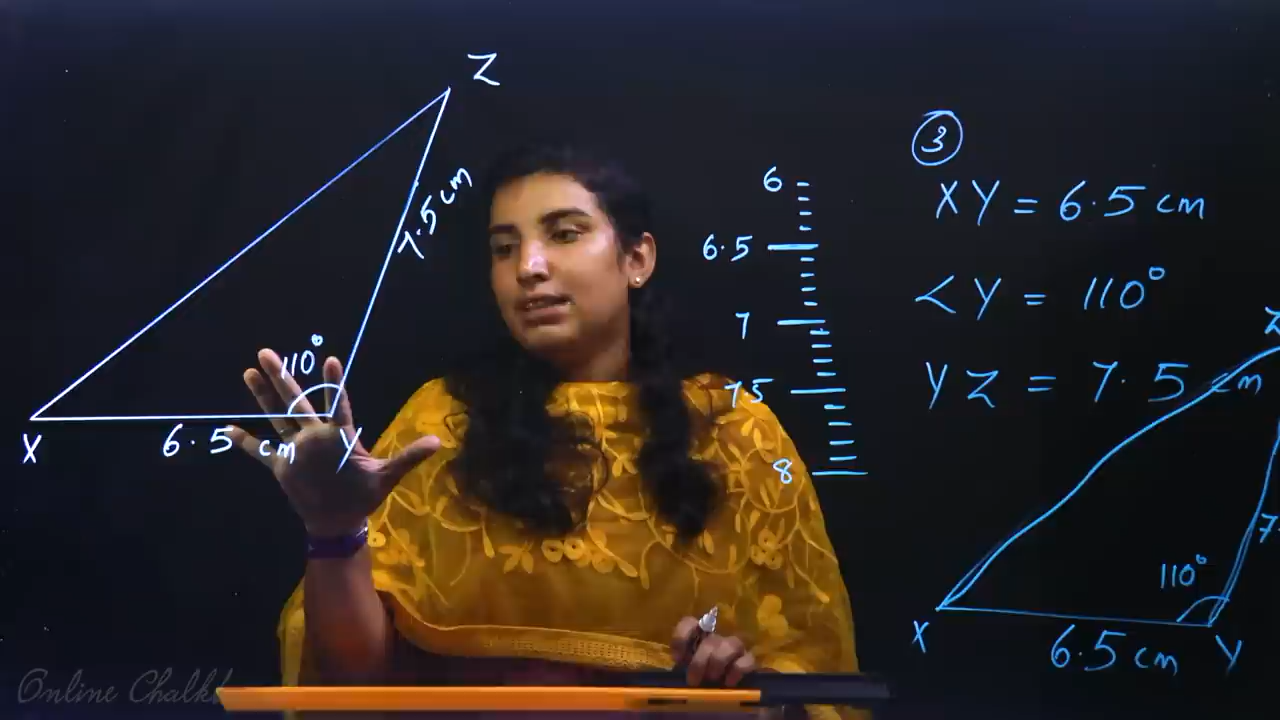 Z
7.5 cm
110°
X
6.5 cm
Y
6
6.5
7
7.5
8
3
XY = 6.5 cm
<Y = 110°
YZ = 7.5 cm
Z
7
110°
X
6.5 cm
Y
Online Chalk